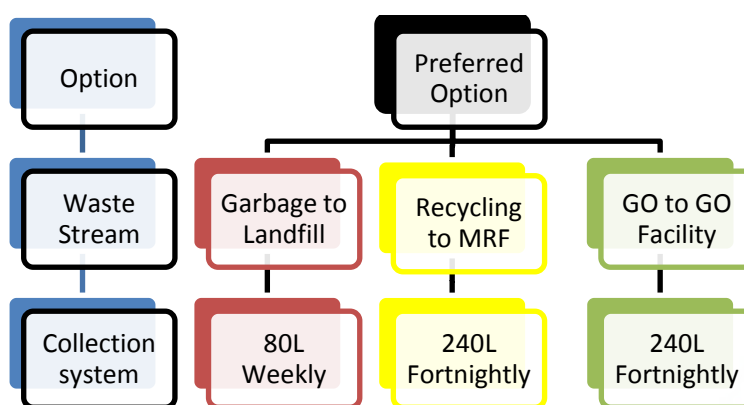 Option
Preferred
Option
Waste
Stream
Garbage to
Landfill
Recycling
to MRF
GO to GO
Facility
Collection
system
80L
Weekly
240L
Fortnightly
240L
Fortnightly